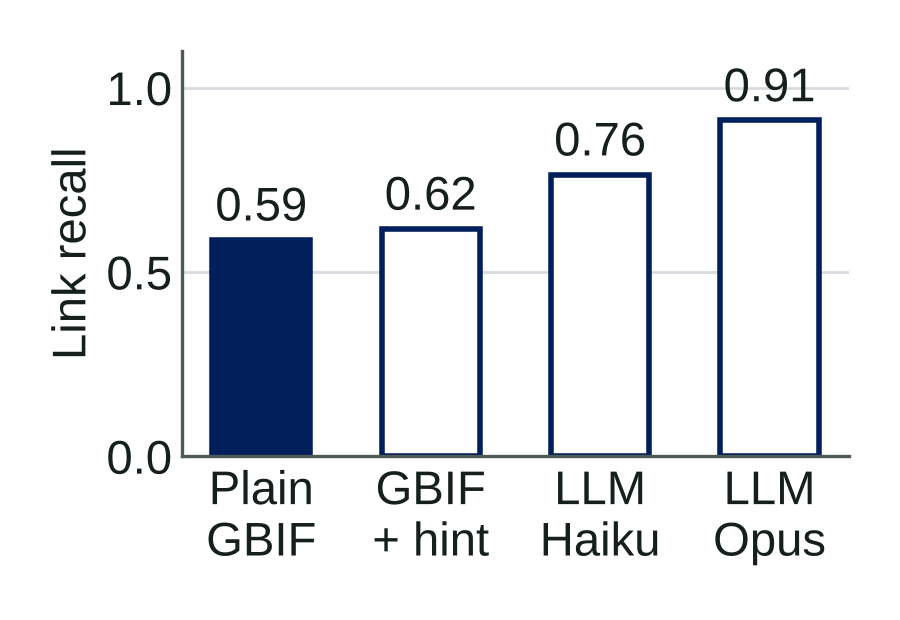 Link recall
1.0
0.5
0.0
0.59
0.62
0.76
0.91
Plain
GBIF
GBIF
+ hint
LLM
Haiku
LLM
Opus